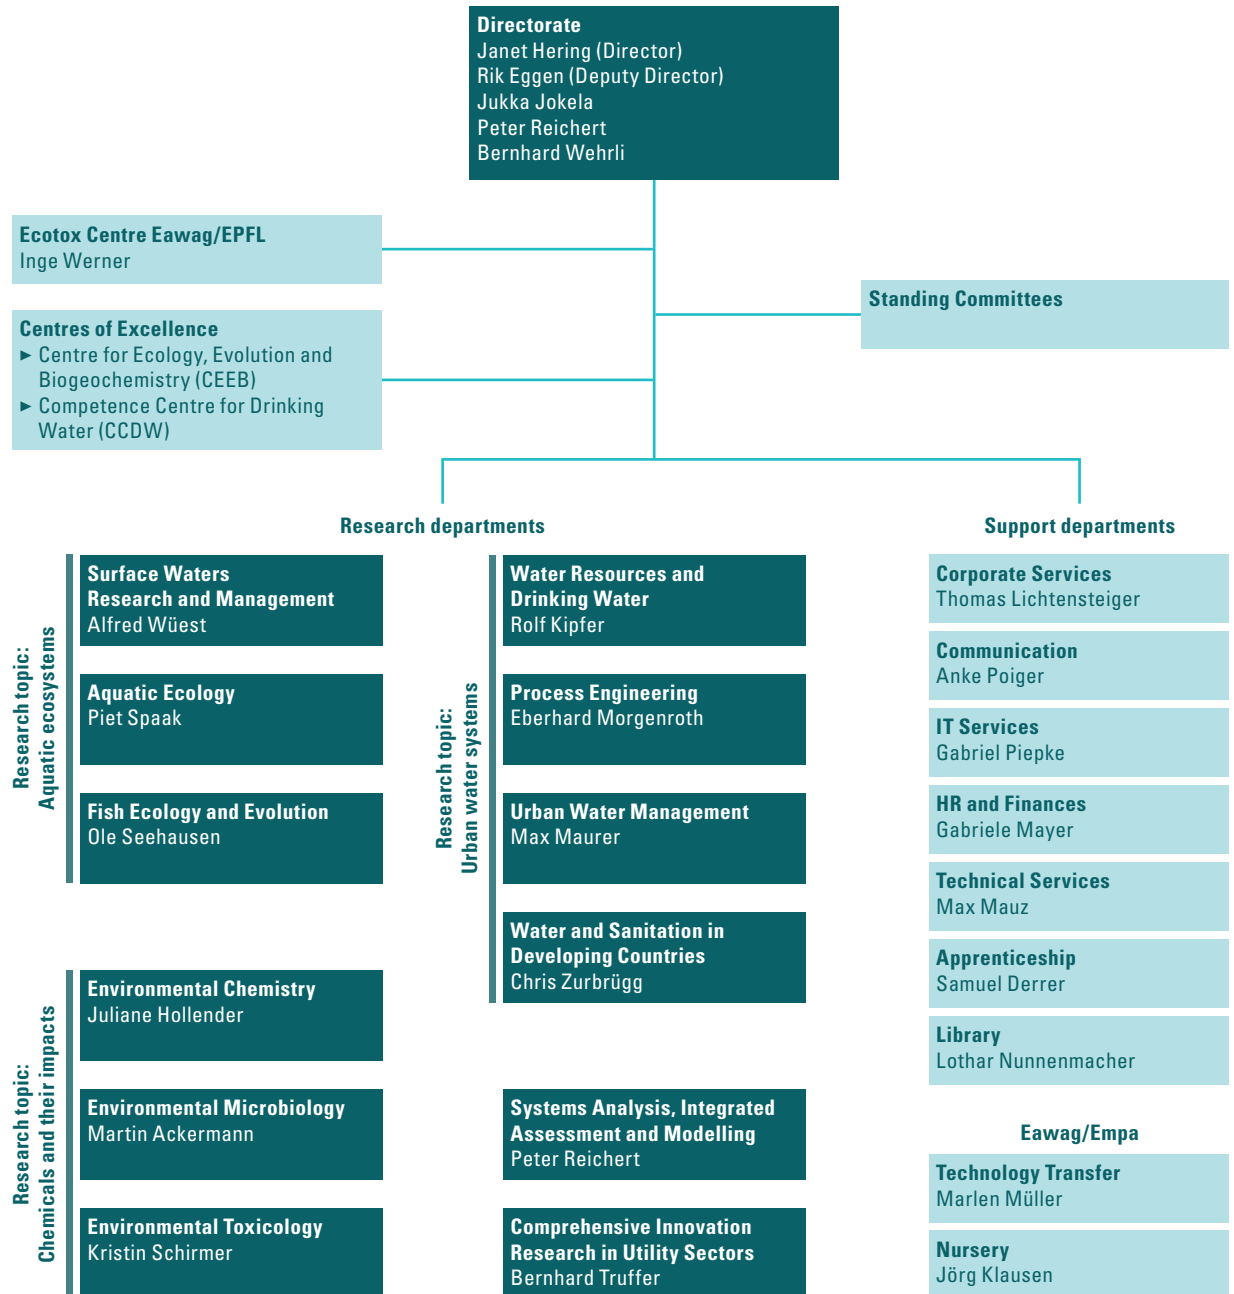 Directorate
Janet Hering (Director)
Rik Eggen (Deputy Director)
Jukka Jokela
Peter Reichert
Bernhard Wehrli
Ecotox Centre Eawag/EPFL
Inge Werner
Standing Committees
Centres of Excellence
► Centre for Ecology, Evolution and
Biogeochemistry (CEEB)
► Competence Centre for Drinking
Water (CCDW)
Research departments
Research topic:
Aquatic ecosystems
Surface Waters
Research and Management
Alfred Wüest
Aquatic Ecology
Piet Spaak
Fish Ecology and Evolution
Ole Seehausen
Research topic:
Chemicals and their impacts
Environmental Chemistry
Juliane Hollender
Environmental Microbiology
Martin Ackermann
Environmental Toxicology
Kristin Schirmer
Research topic:
Urban water systems
Water Resources and
Drinking Water
Rolf Kipfer
Process Engineering
Eberhard Morgenroth
Urban Water Management
Max Maurer
Water and Sanitation in
Developing Countries
Chris Zurbrügg
Systems Analysis, Integrated
Assessment and Modelling
Peter Reichert
Comprehensive Innovation
Research in Utility Sectors
Bernhard Truffer
Support departments
Corporate Services
Thomas Lichtensteiger
Communication
Anke Poiger
IT Services
Gabriel Piepke
HR and Finances
Gabriele Mayer
Technical Services
Max Mauz
Apprenticeship
Samuel Derrer
Library
Lothar Nunnenmacher
Eawag/Empa
Technology Transfer
Marlen Müller
Nursery
Jörg Klausen